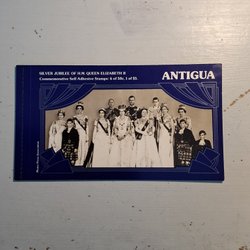 SILVER JUBILEE OF H.M. QUEEN ELIZABETH II
Commemorative Self Adhesive Stamps: 6 of 50c, 1 of $5.
ANTIGUA